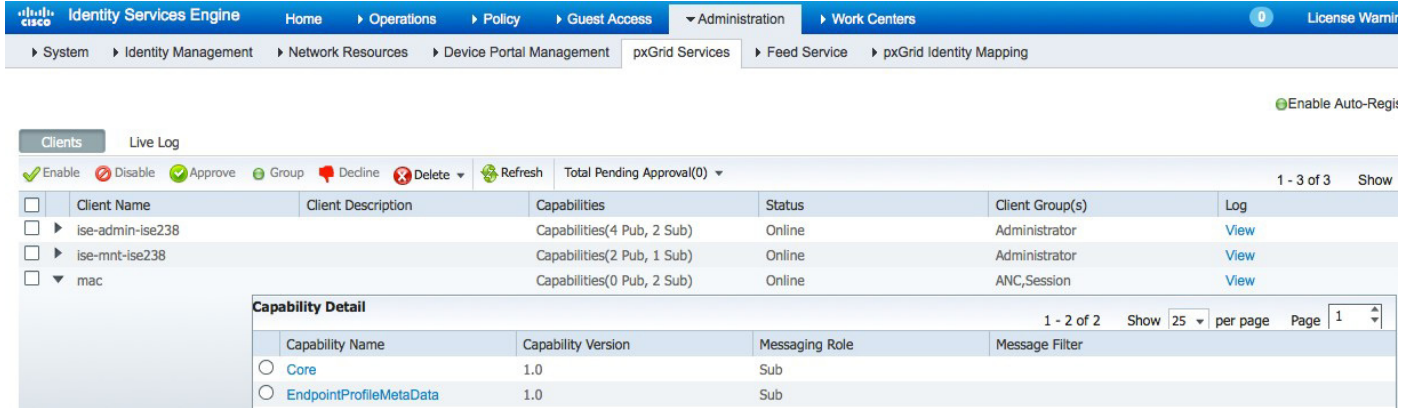 cisco Identity Services Engine Home Operations Policy Guest Access Administration Work Centers 0 License Warnin
System Identity Management Network Resources Device Portal Management pxGrid Services Feed Service pxGrid Identity Mapping
Enable Auto-Regis
Clients Live Log
Enable Disable Approve Group Decline Delete Refresh Total Pending Approval(0) 1 - 3 of 3 Show
Client Name Client Description Capabilities Status Client Group(s) Log
ise-admin-ise238 Capabilities(4 Pub, 2 Sub) Online Administrator View
ise-mnt-ise238 Capabilities(2 Pub, 1 Sub) Online Administrator View
mac Capabilities(0 Pub, 2 Sub) Online ANC,Session View
Capability Detail
1 - 2 of 2 Show 25 per page Page 1
Capability Name Capability Version Messaging Role Message Filter
Core 1.0 Sub
EndpointProfileMetaData 1.0 Sub